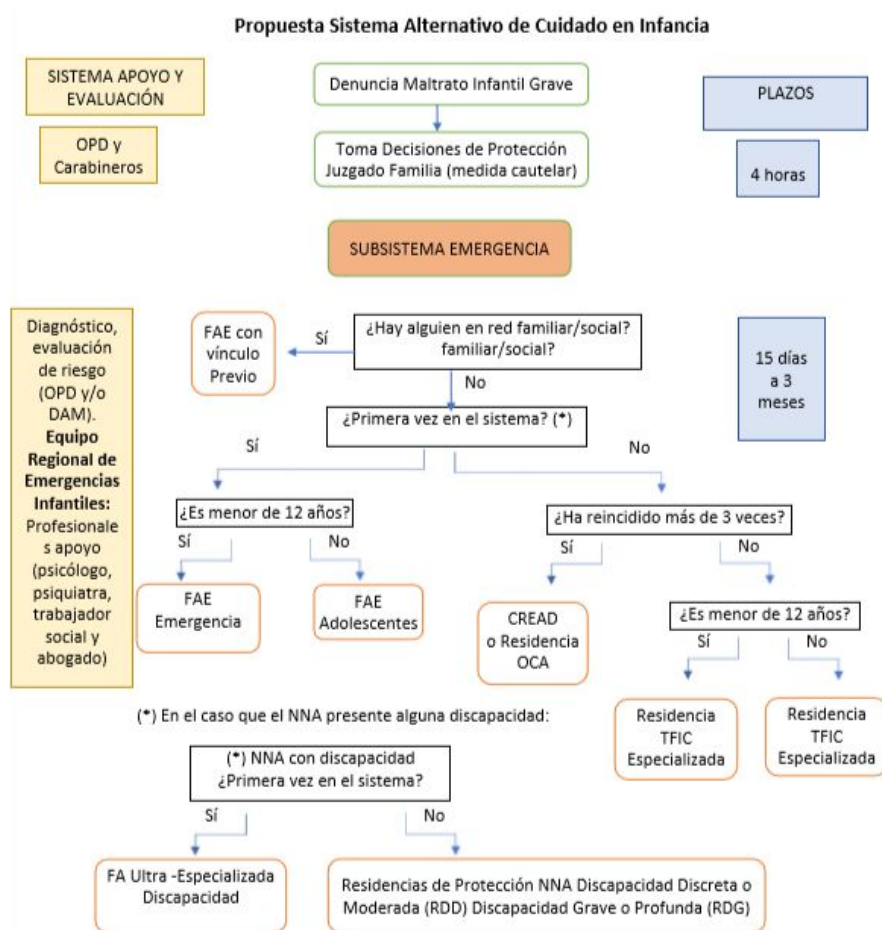 Propuesta Sistema Alternativo de Cuidado en Infancia
SISTEMA APOYO Y
EVALUACIÓN
Denuncia Maltrato Infantil Grave
PLAZOS
OPD y
Carabineros
Toma Decisiones de Protección
Juzgado Familia (medida cautelar)
4 horas
SUBSISTEMA EMERGENCIA
Diagnóstico,
evaluación
de riesgo
(OPD y/o
DAM).
Equipo
Regional de
Emergencias
Infantiles:
Profesionale
s apoyo
(psicólogo,
psiquiatra,
trabajador
social y
abogado)
FAE con
vínculo
Previo
Sí
¿Hay alguien en red familiar/social?
familiar/social?
No
15 días
a 3
meses
¿Primera vez en el sistema? (*)
Sí
No
¿Es menor de 12 años?
¿Ha reincidido más de 3 veces?
Sí
No
Sí
No
FAE
Emergencia
FAE
Adolescentes
CREAD
o Residencia
OCA
¿Es menor de 12 años?
Sí
No
Residencia
TFIC
Especializada
Residencia
TFIC
Especializada
(*) En el caso que el NNA presente alguna discapacidad:
(*) NNA con discapacidad
¿Primera vez en el sistema?
Sí
No
FA Ultra -Especializada
Discapacidad
Residencias de Protección NNA Discapacidad Discreta o
Moderada (RDD) Discapacidad Grave o Profunda (RDG)